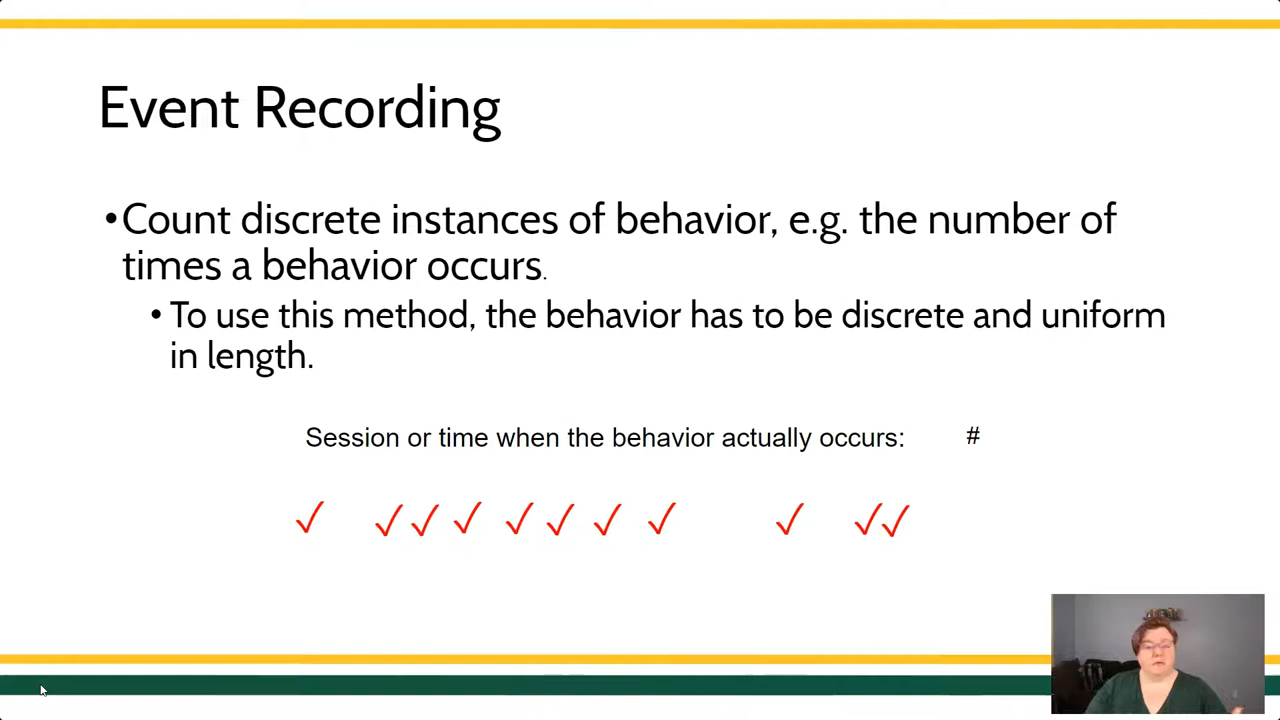 Event Recording
•Count discrete instances of behavior, e.g. the number of
times a behavior occurs.
• To use this method, the behavior has to be discrete and uniform
in length.
Session or time when the behavior actually occurs: #
✓ ✓✓ ✓ ✓ ✓ ✓ ✓ ✓ ✓✓